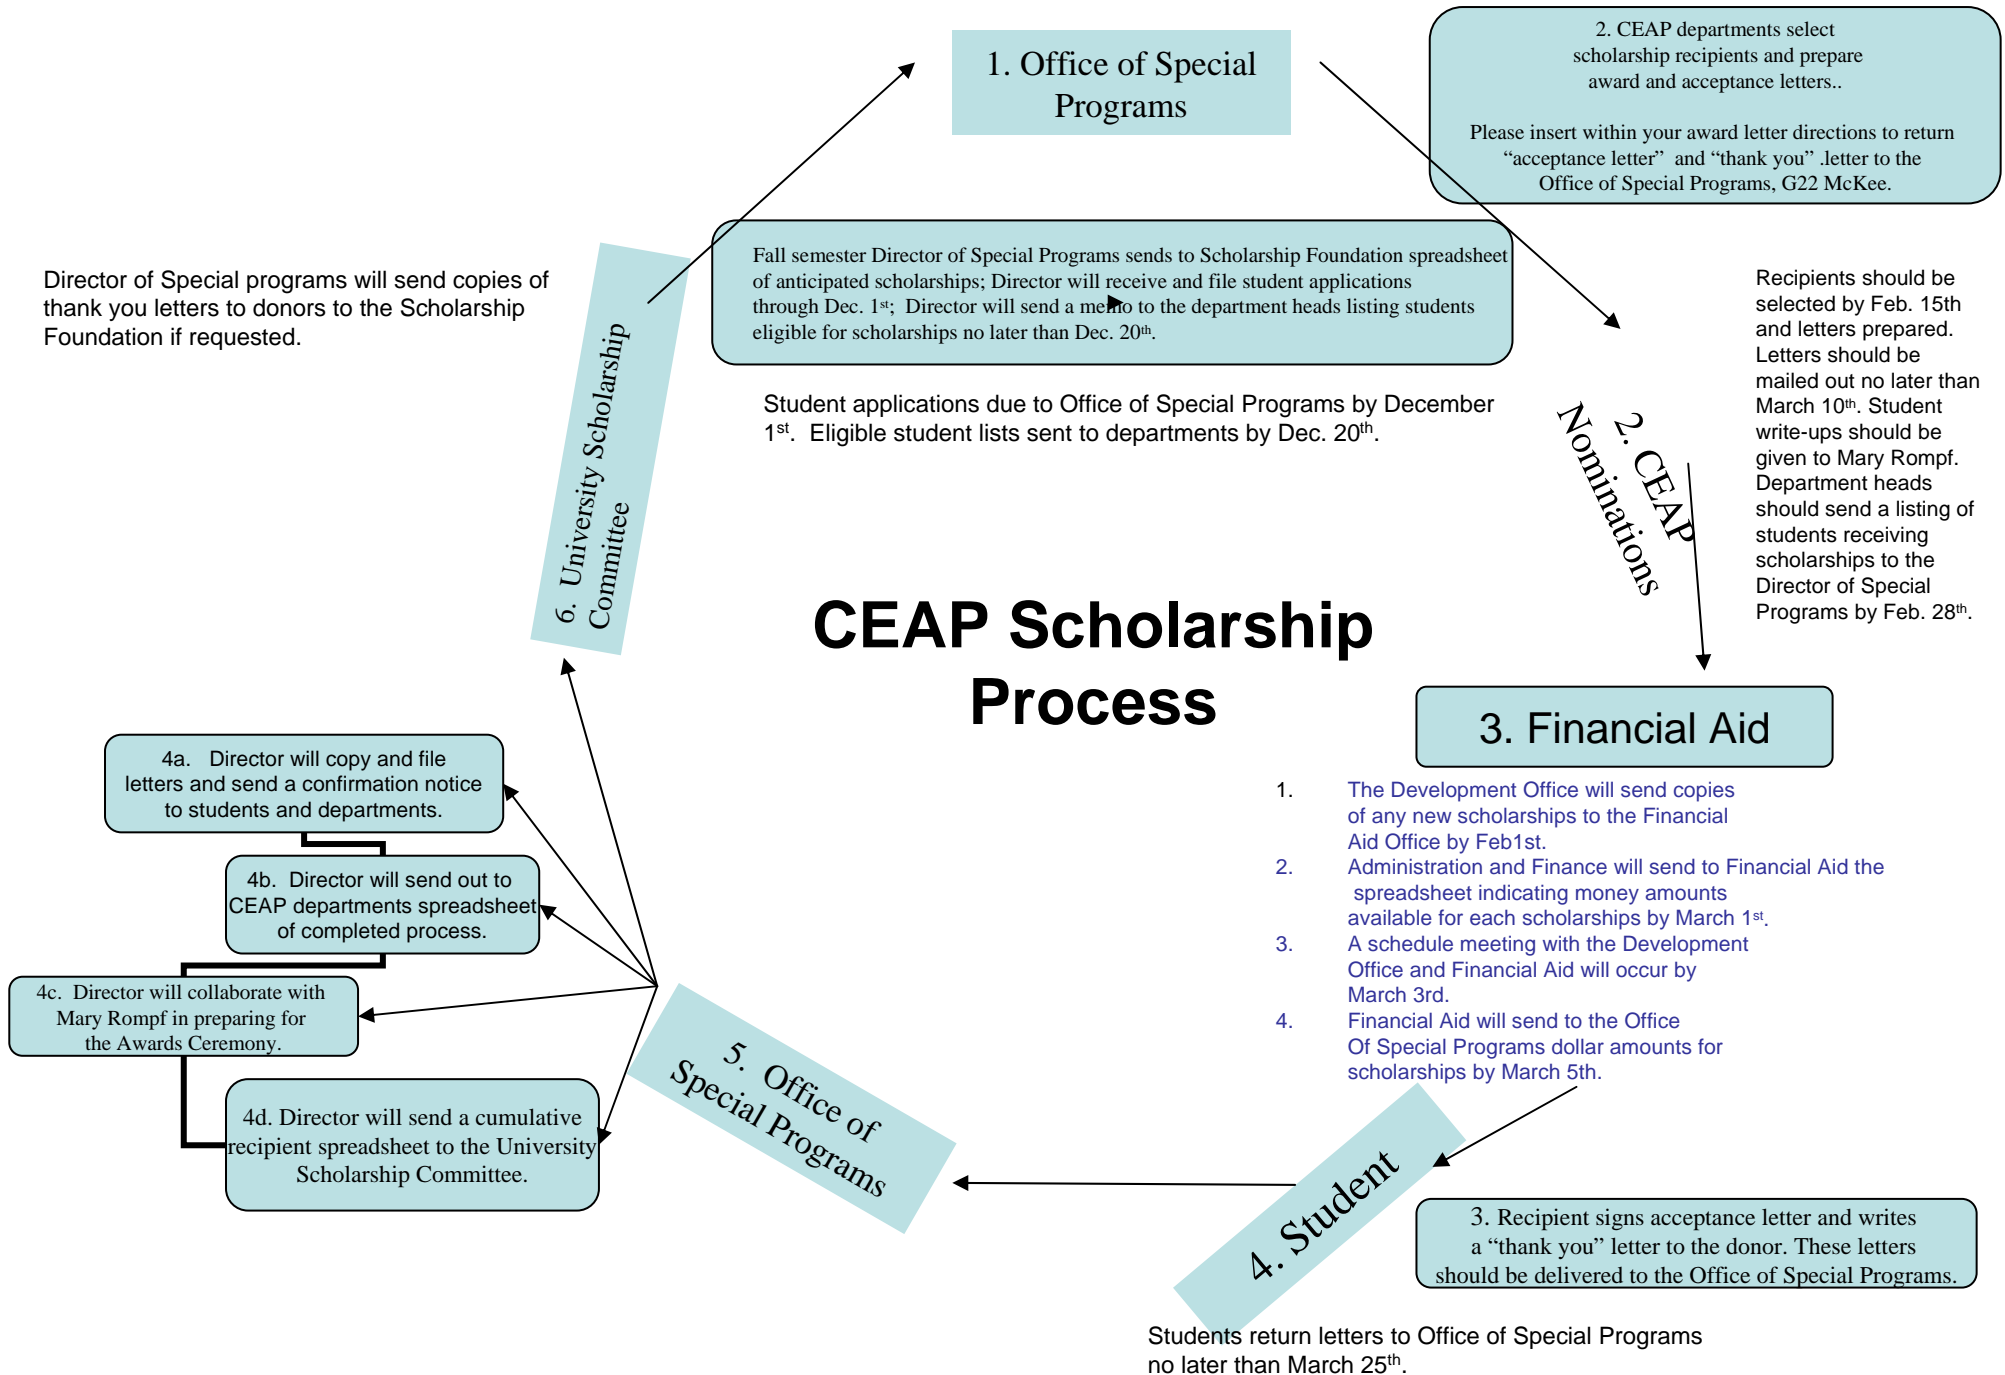 1. Office of Special
Programs
2. CEAP departments select
scholarship recipients and prepare
award and acceptance letters..
Please insert within your award letter directions to return
“acceptance letter”  and “thank you” .letter to the
Office of Special Programs, G22 McKee.
Fall semester Director of Special Programs sends to Scholarship Foundation spreadsheet
of anticipated scholarships; Director will receive and file student applications
through Dec. 1st;  Director will send a memo to the department heads listing students
eligible for scholarships no later than Dec. 20th.
Student applications due to Office of Special Programs by December
1st.  Eligible student lists sent to departments by Dec. 20th.
Director of Special programs will send copies of
thank you letters to donors to the Scholarship
Foundation if requested.
6.  University Scholarship
Committee
2. CEAP
Nominations
Recipients should be
selected by Feb. 15th
and letters prepared.
Letters should be
mailed out no later than
March 10th. Student
write-ups should be
given to Mary Rompf.
Department heads
should send a listing of
students receiving
scholarships to the
Director of Special
Programs by Feb. 28th.
CEAP Scholarship
Process
3. Financial Aid
1. The Development Office will send copies
of any new scholarships to the Financial
Aid Office by Feb1st.
2. Administration and Finance will send to Financial Aid the
spreadsheet indicating money amounts
available for each scholarships by March 1st.
3. A schedule meeting with the Development
Office and Financial Aid will occur by
March 3rd.
4. Financial Aid will send to the Office
Of Special Programs dollar amounts for
scholarships by March 5th.
4. Student
3. Recipient signs acceptance letter and writes
a “thank you” letter to the donor. These letters
should be delivered to the Office of Special Programs.
Students return letters to Office of Special Programs
no later than March 25th.
5.  Office of
Special Programs
4a.   Director will copy and file
letters and send a confirmation notice
to students and departments.
4b.  Director will send out to
CEAP departments spreadsheet
of completed process.
4c.  Director will collaborate with
Mary Rompf in preparing for
the Awards Ceremony.
4d. Director will send a cumulative
recipient spreadsheet to the University
Scholarship Committee.